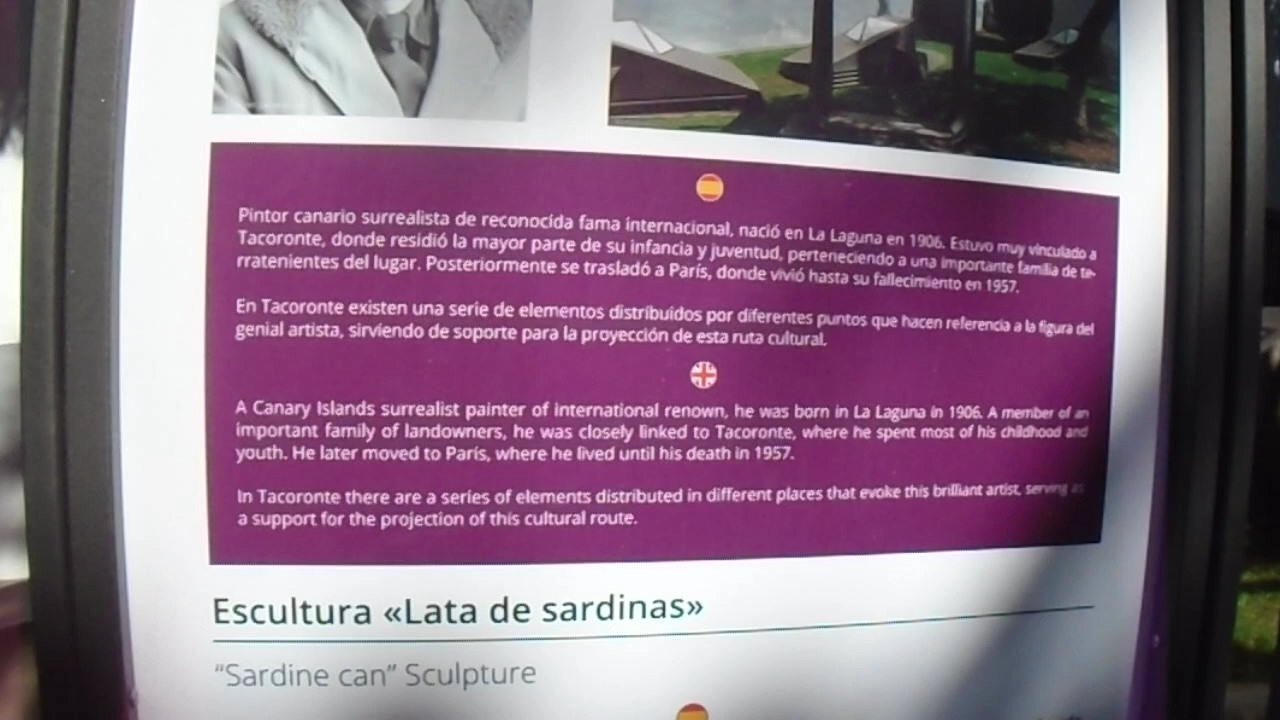 Pintor canario surrealista de reconocida fama internacional, nació en La Laguna en 1906. Estuvo muy vinculado a
Tacoronte, donde residió la mayor parte de su infancia y juventud, perteneciendo a una importante familia de te-
rratenientes del lugar. Posteriormente se trasladó a París, donde vivió hasta su fallecimiento en 1957.
En Tacoronte existen una serie de elementos distribuidos por diferentes puntos que hacen referencia a la figura del
genial artista, sirviendo de soporte para la proyección de esta ruta cultural.
A Canary Islands surrealist painter of international renown, he was born in La Laguna in 1906. A member of an
important family of landowners, he was closely linked to Tacoronte, where he spent most of his childhood and
youth. He later moved to París, where he lived until his death in 1957.
In Tacoronte there are a series of elements distributed in different places that evoke this brilliant artist, serving as
a support for the projection of this cultural route.
Escultura «Lata de sardinas»
“Sardine can” Sculpture